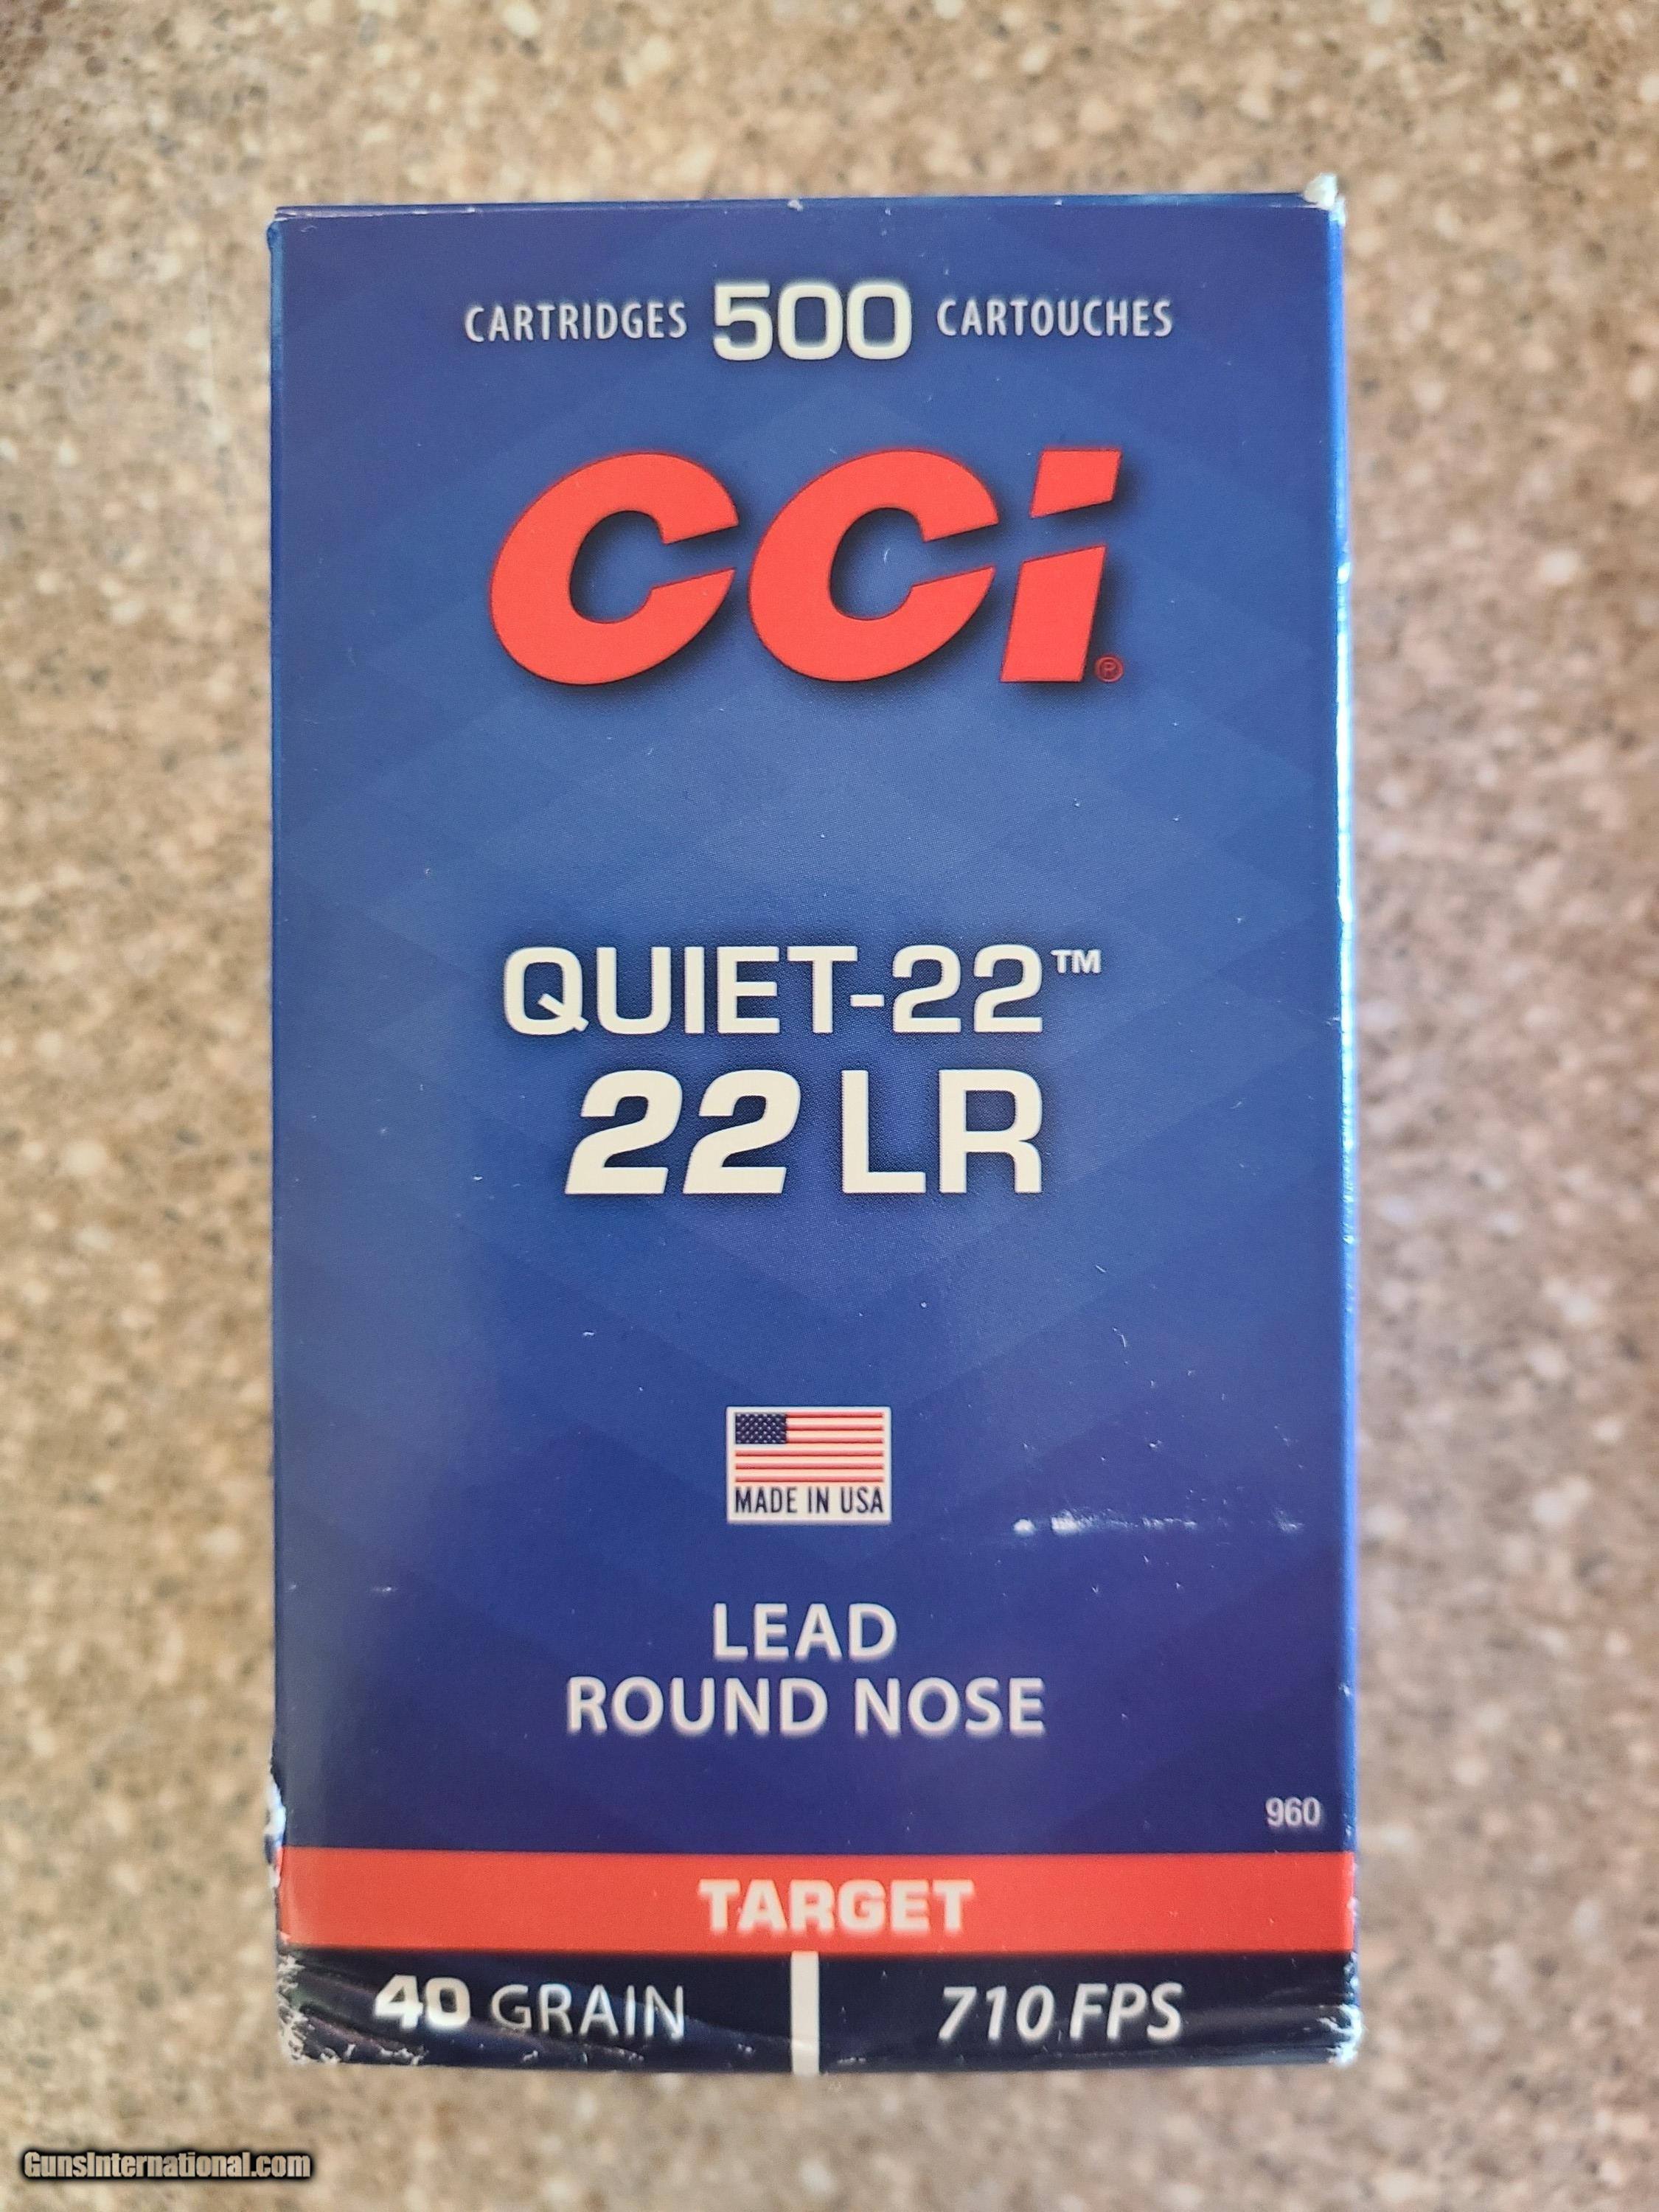 CARTRIDGES 500 CARTOUCHES
CCi®
QUIET-22™
22 LR
MADE IN USA
LEAD
ROUND NOSE
960
TARGET
40 GRAIN 710 FPS
GunsInternational.com